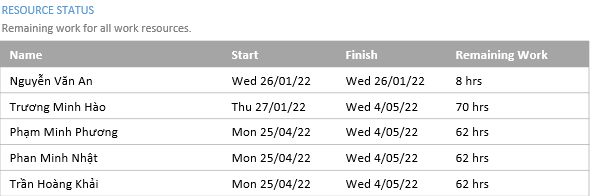 RESOURCE STATUS
Remaining work for all work resources.
Name Start Finish Remaining Work
Nguyễn Văn An Wed 26/01/22 Wed 26/01/22 8 hrs
Trương Minh Hào Thu 27/01/22 Wed 4/05/22 70 hrs
Phạm Minh Phương Mon 25/04/22 Wed 4/05/22 62 hrs
Phan Minh Nhật Mon 25/04/22 Wed 4/05/22 62 hrs
Trần Hoàng Khải Mon 25/04/22 Wed 4/05/22 62 hrs